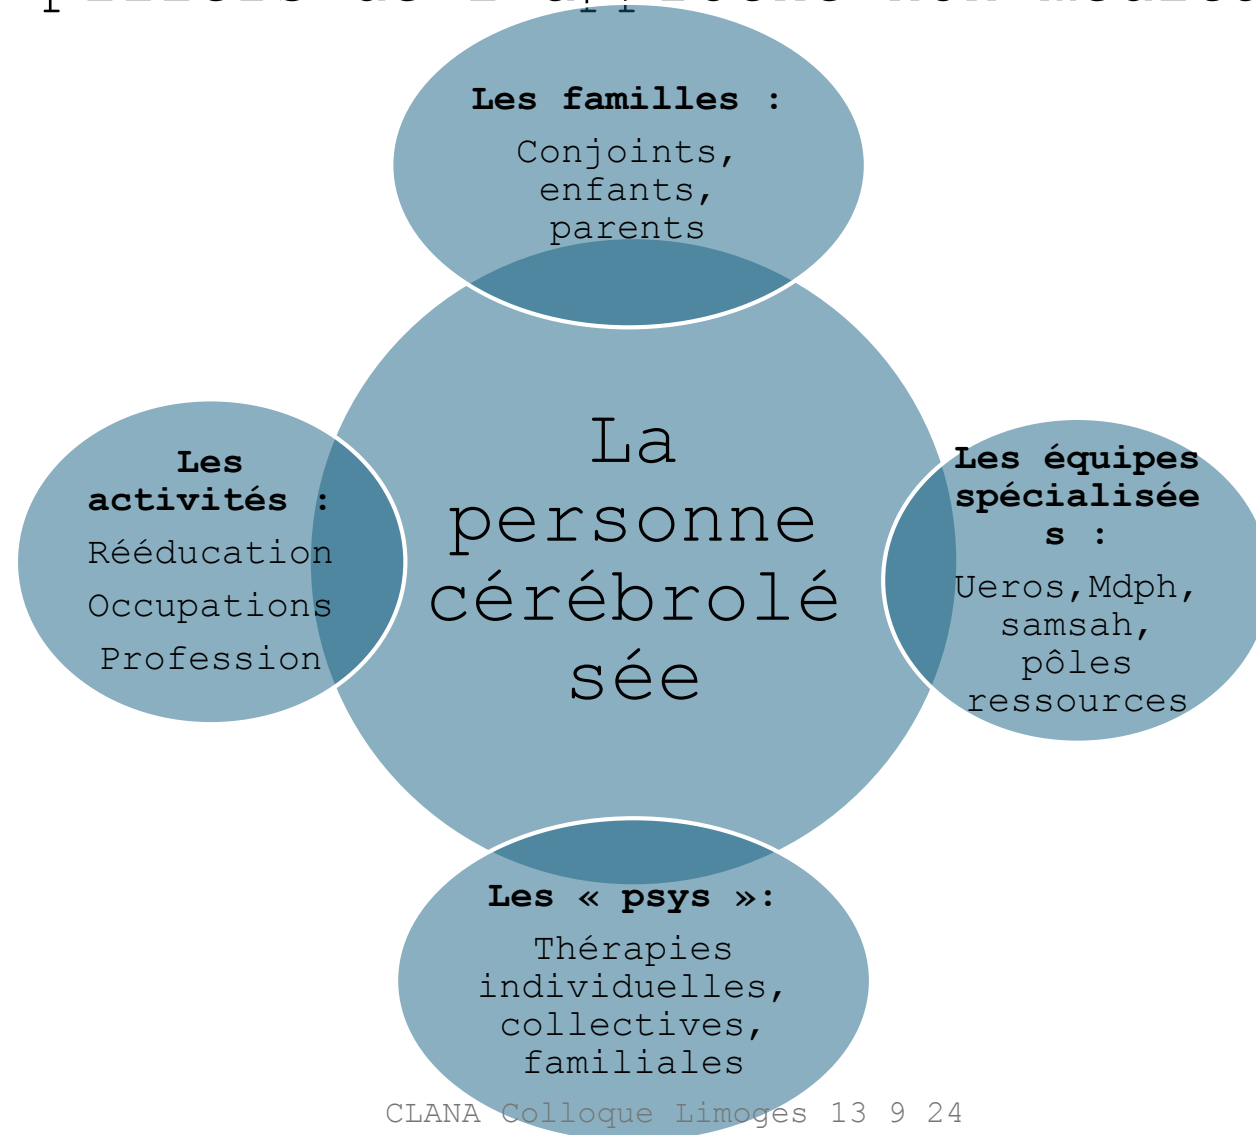 Les familles :
Conjoints,
enfants,
parents
Les
activités :
Rééducation
Occupations
Profession
La
personne
cérébrolé
sée
Les équipes
spécialisée
s :
Ueros,Mdph,
samsah,
pôles
ressources
Les « psys »:
Thérapies
individuelles,
collectives,
familiales
CLANA Colloque Limoges 13 9 24